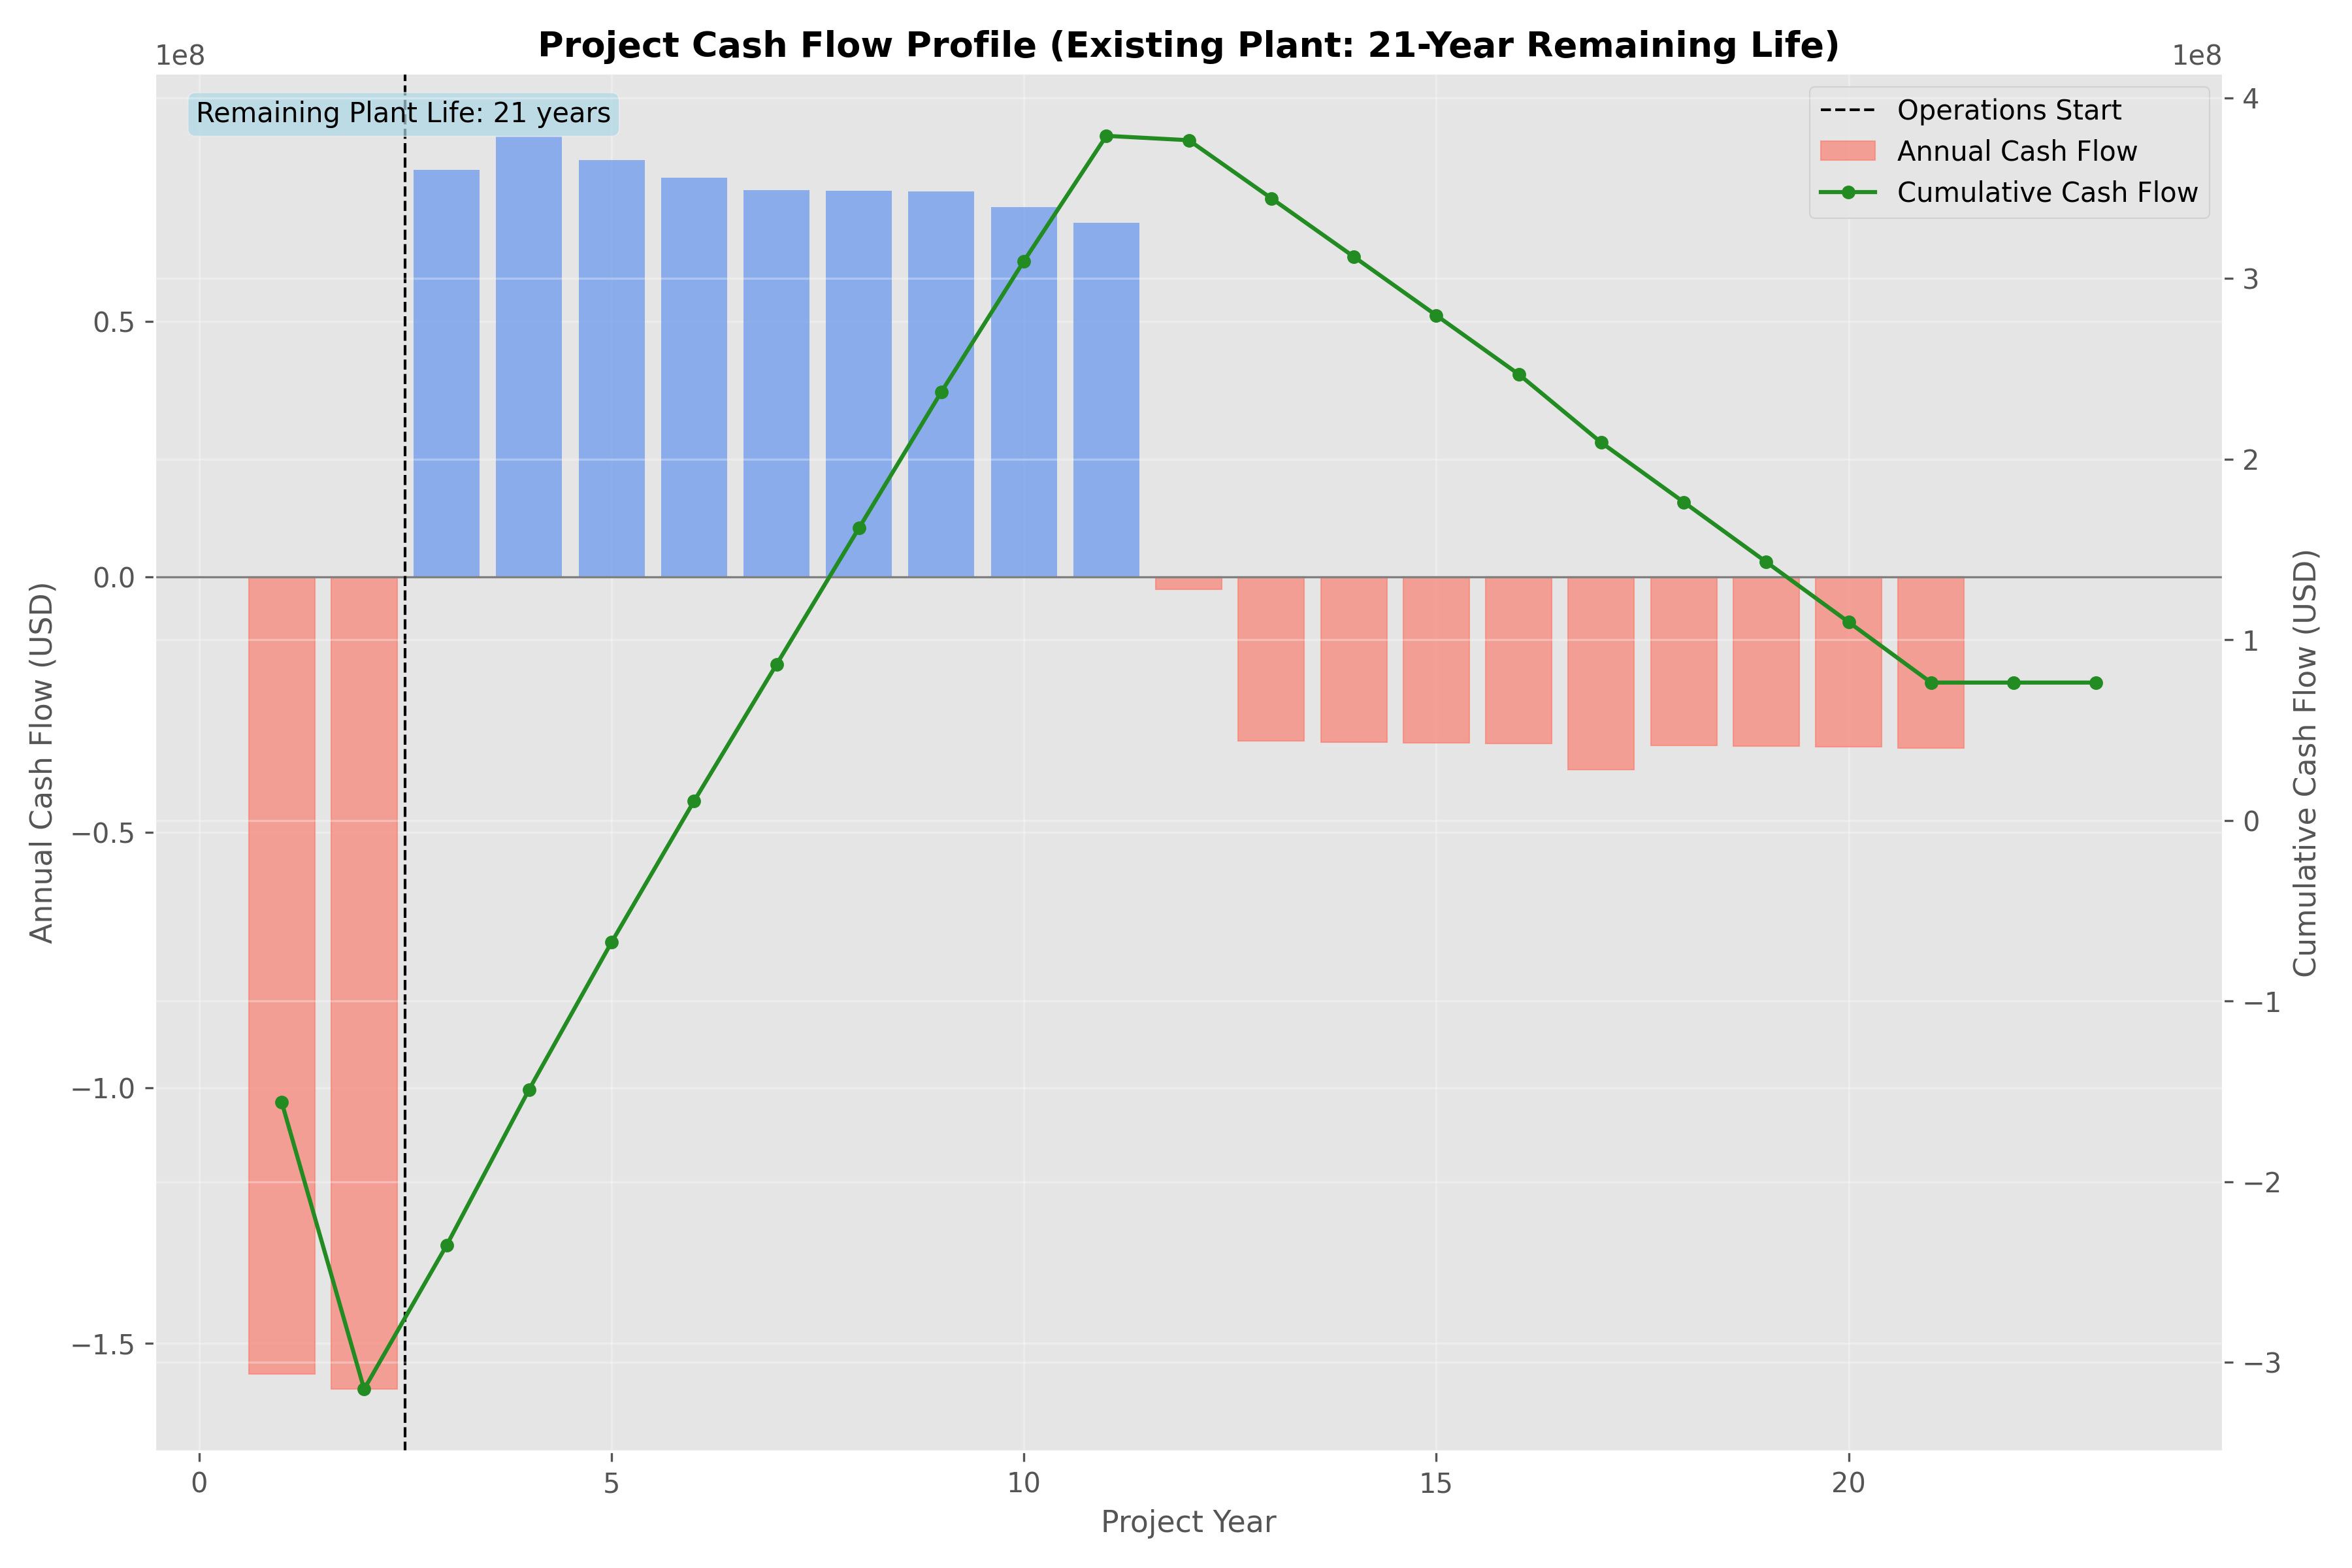 Project Cash Flow Profile (Existing Plant: 21-Year Remaining Life)
1e8
1e8
Remaining Plant Life: 21 years
Operations Start
Annual Cash Flow
Cumulative Cash Flow
0.5
0.0
−0.5
−1.0
−1.5
Annual Cash Flow (USD)
4
3
2
1
0
−1
−2
−3
Cumulative Cash Flow (USD)
0
5
10
15
20
Project Year